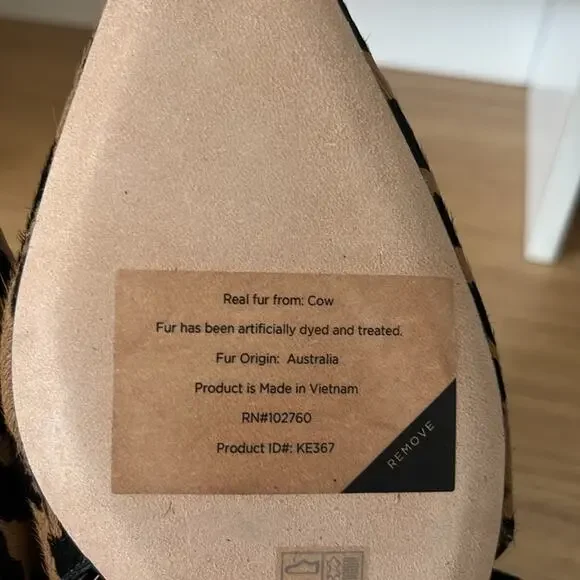 Real fur from: Cow
Fur has been artificially dyed and treated.
Fur Origin: Australia
Product is Made in Vietnam
RN#102760
Product ID#: KE367
REMOVE